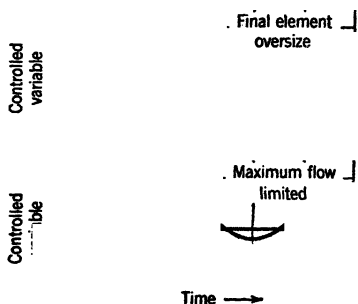 Final element
oversize
Controlled
variable
Maximum flow
limited
Controlled
Time